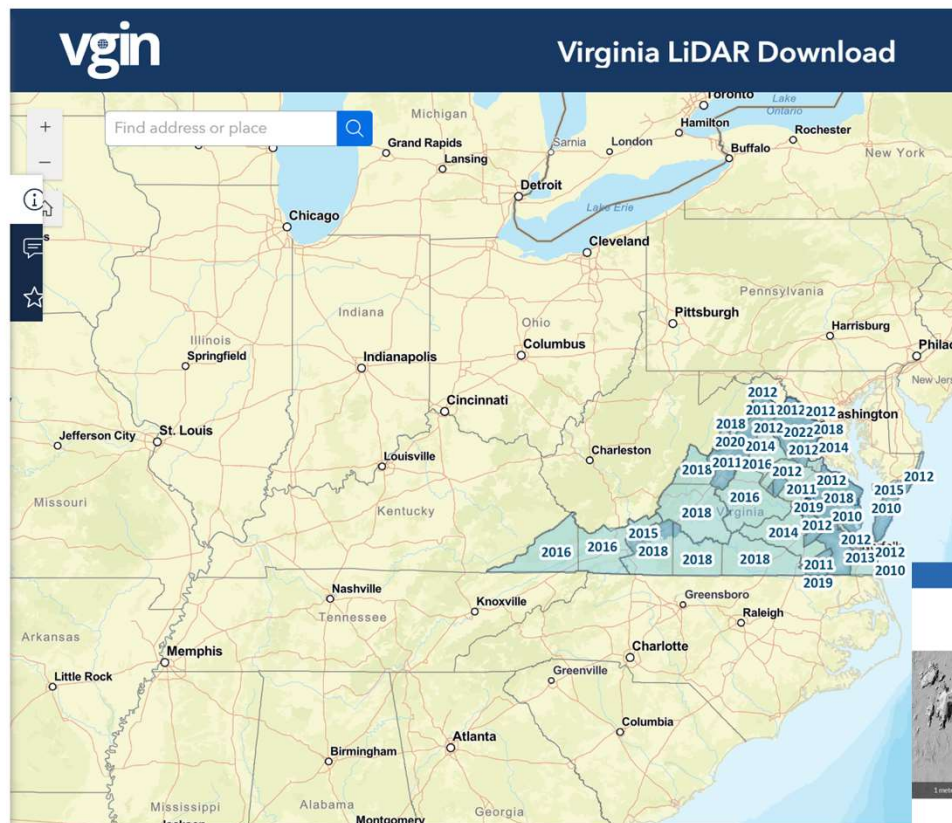 vgin
Virginia LiDAR Download
Toronto
Lake
Ontario
Michigan
Hamilton
Rochester
+
Find address or place
Grand Rapids
Sarnia
London
Buffalo
New York
Lansing
−
Detroit
Lake Erie
Chicago
Cleveland
Pennsylvania
Indiana
Ohio
Pittsburgh
Harrisburg
Illinois
Springfield
Indianapolis
Columbus
New Jer
2012
Cincinnati
2011 2012 2012
2018 2012 2022 2018
Jefferson City
St. Louis
2020 2014 2012 2014
Charleston
Louisville
2018 2011 2016 2012 2012 2012
Missouri
2016 2011 2018 2015
Kentucky
2018 Virginia 2019 2010 2010
2015 2014 2012 2012
2016 2016 2018 2018 2018 2011 2013 2012
2019 2010
Nashville
Knoxville
Greensboro
Raleigh
Tennessee
Arkansas
Memphis
Charlotte
Little Rock
Greenville
Columbia
Atlanta
Birmingham
Mississippi
Alabama
Georgia
Montgomery